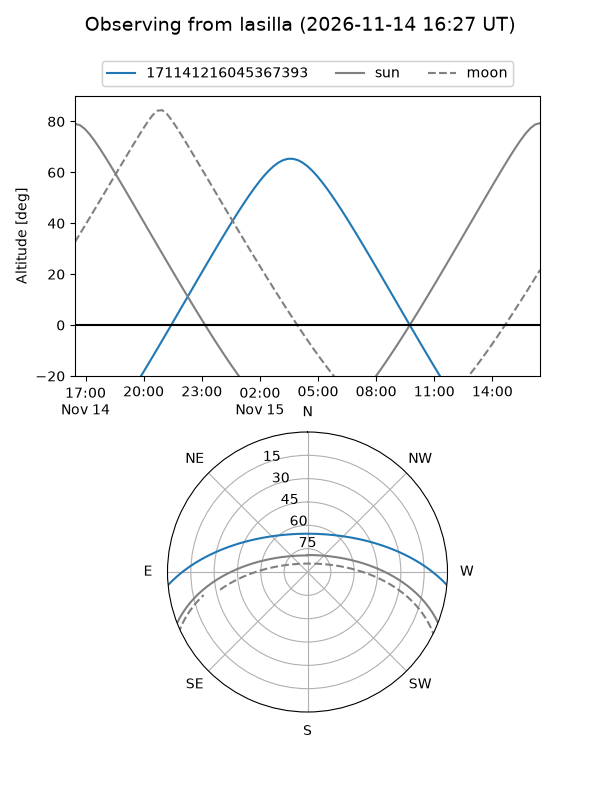 Observing from lasilla (2026-11-14 16:27 UT)
171141216045367393 sun moon
Altitude [deg]
80
60
40
20
0
−20
17:00 20:00 23:00 02:00 05:00 08:00 11:00 14:00
Nov 14 Nov 15
N
NE NW
15
30
45
60
75
E W
SE SW
S